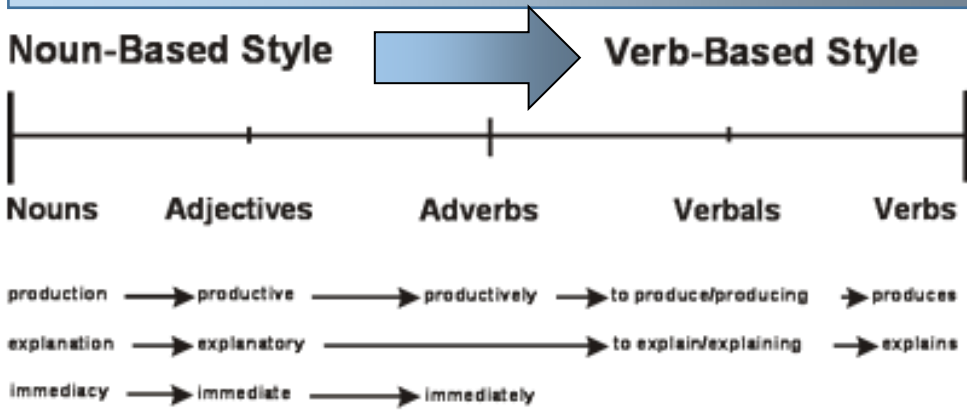 Noun-Based Style Verb-Based Style
Nouns Adjectives Adverbs Verbals Verbs
production productive productively to produce/producing produces
explanation explanatory to explain/explaining explains
immediacy immediate immediately